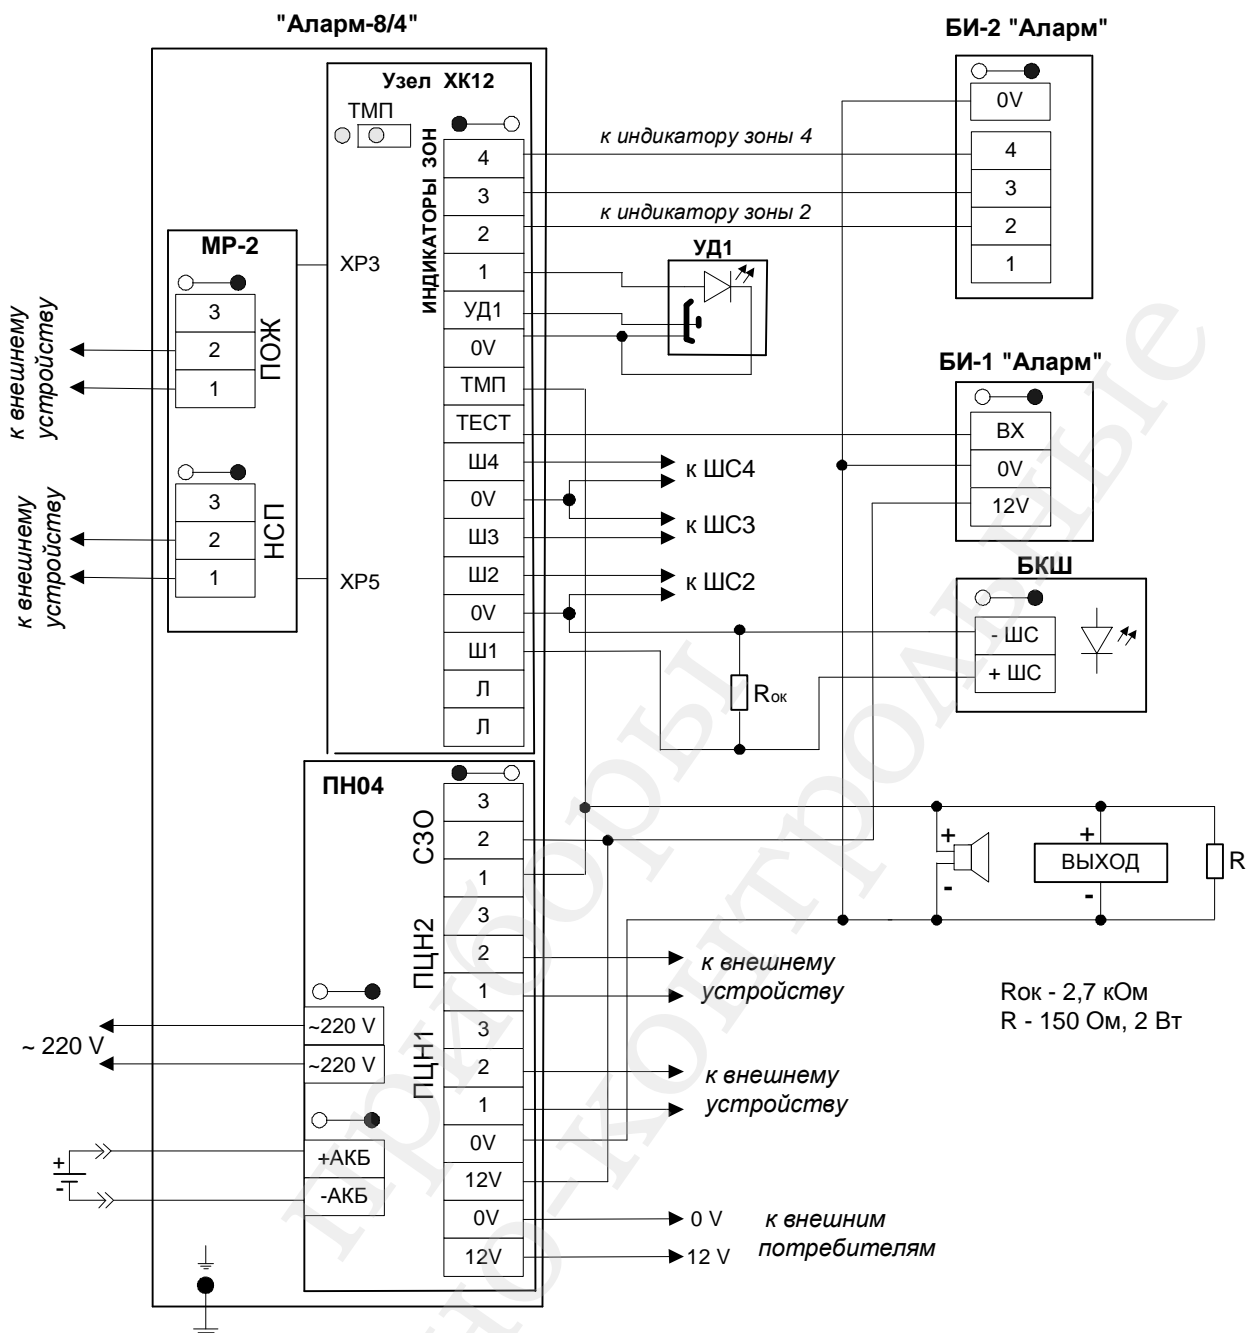 "Аларм-8/4"
БИ-2 "Аларм"
Узел ХК12
ТМП
ИНДИКАТОРЫ ЗОН
4
3
2
1
УД1
0V
ТМП
ТЕСТ
Ш4
0V
Ш3
Ш2
0V
Ш1
Л
Л
ХР3
ХР5
к индикатору зоны 4
к индикатору зоны 2
0V
4
3
2
1
УД1
МР-2
3
2
1
ПОЖ
3
2
1
НСП
к внешнему
устройству
к внешнему
устройству
БИ-1 "Аларм"
ВХ
0V
12V
к ШС4
к ШС3
к ШС2
БКШ
- ШС
+ ШС
Rок
ПН04
СЗО
3
2
1
ПЦН2
3
2
1
ПЦН1
3
2
1
0V
12V
0V
12V
+
-
+
ВЫХОД
-
R
к внешнему
устройству
Rок - 2,7 кОм
R - 150 Ом, 2 Вт
~ 220 V
~220 V
~220 V
к внешнему
устройству
+АКБ
-АКБ
+
-
0 V
12 V
к внешним
потребителям
приборы
но-контрольные